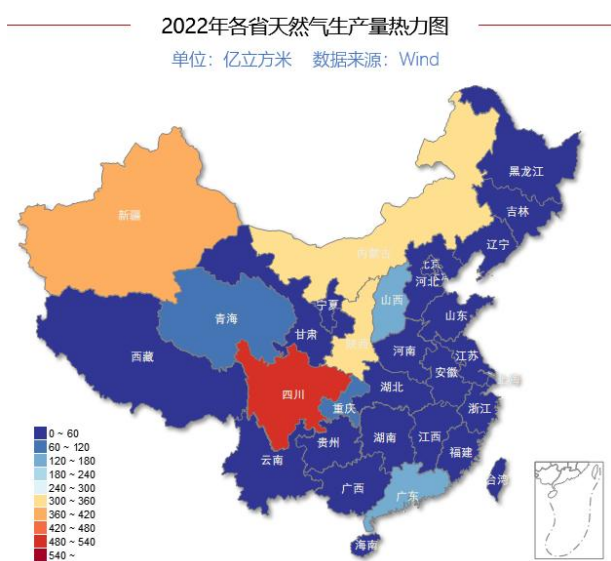 2022年各省天然气生产量热力图
单位：亿立方米 数据来源：Wind
黑龙江
吉林
新疆
辽宁
内蒙古
北京
河北
山西
宁夏
山东
青海
甘肃
陕西
河南
江苏
西藏
安徽
上海
四川
湖北
重庆
浙江
湖南
江西
贵州
福建
云南
台湾
广西
广东
海南
0 ~ 60
60 ~ 120
120 ~ 180
180 ~ 240
240 ~ 300
300 ~ 360
360 ~ 420
420 ~ 480
480 ~ 540
540 ~